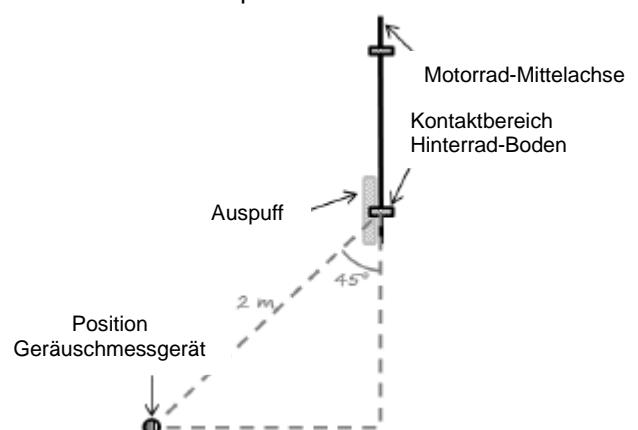 Motorrad-Mittelachse
Kontaktbereich
Hinterrad-Boden
Auspuff
45°
2 m
Position
Geräuschmessgerät